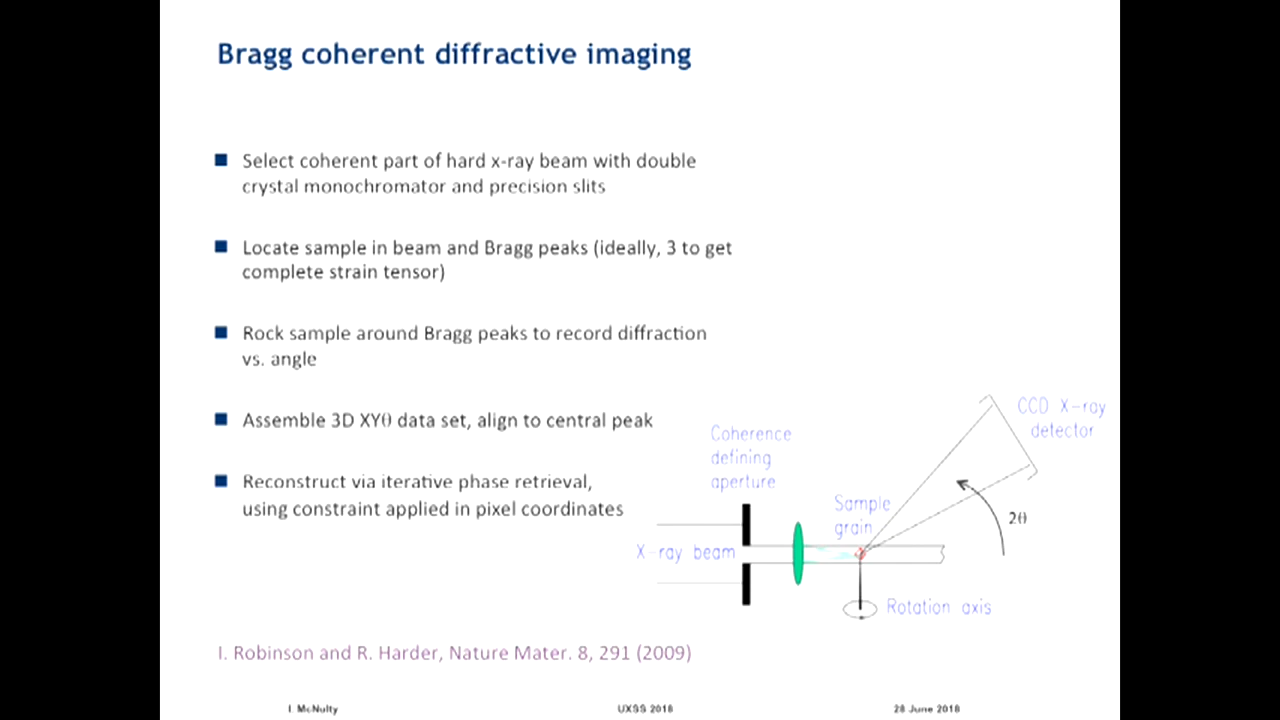 Bragg coherent diffractive imaging
Select coherent part of hard x-ray beam with double
crystal monochromator and precision slits
Locate sample in beam and Bragg peaks (ideally, 3 to get
complete strain tensor)
Rock sample around Bragg peaks to record diffraction
vs. angle
Assemble 3D XYθ data set, align to central peak
Reconstruct via iterative phase retrieval,
using constraint applied in pixel coordinates
CCD X-ray
detector
Coherence
defining
aperture
Sample
grain
2θ
X-ray beam
Rotation axis
I. Robinson and R. Harder, Nature Mater. 8, 291 (2009)
I. McNulty
UXSS 2018
28 June 2018